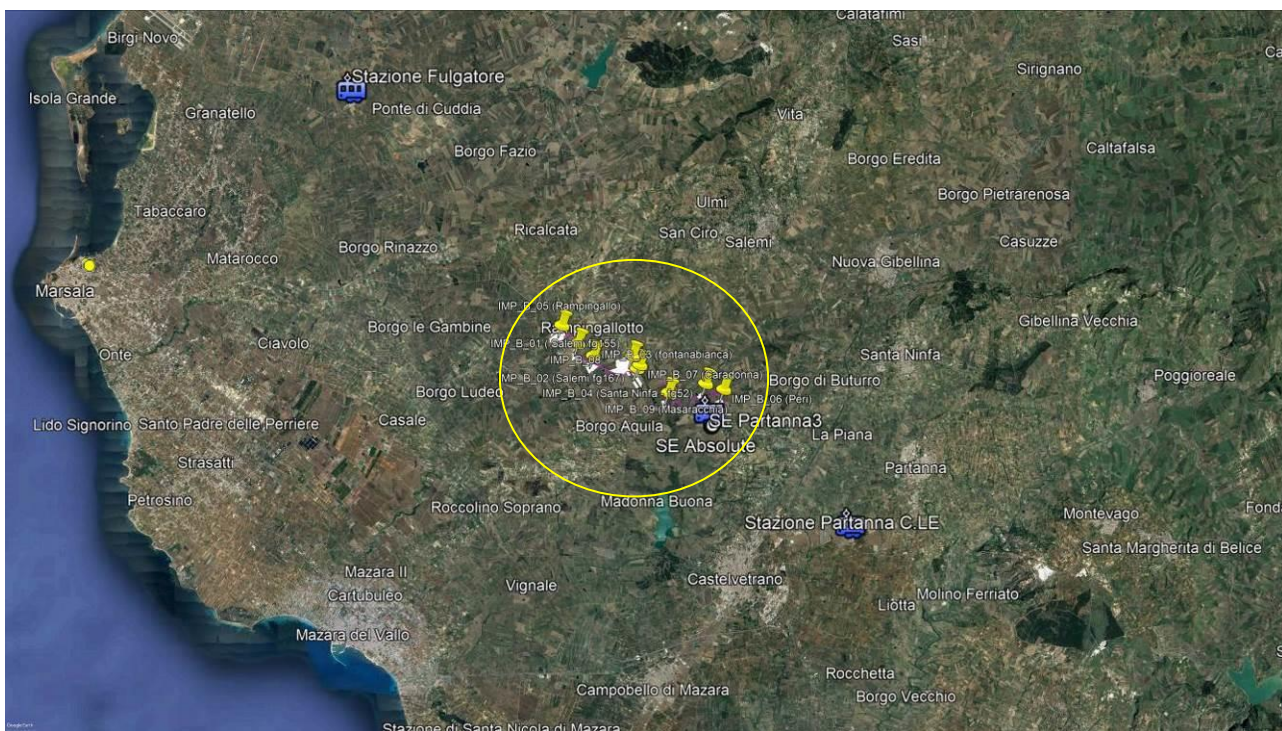 Calatafimi
Birgi Novo
Sasi
Sirignano
Stazione Fulgatore
Isola Grande
Granatello
Ponte di Cuddia
Vita
Borgo Fazio
Borgo Eredita
Caltafalsa
Borgo Pietrarenosa
Tabaccaro
Ulmi
Ricalcata
San Ciro
Salemi
Casuzze
Borgo Rinazzo
Matarocco
Nuova Gibellina
Marsala
IMP_B_05 (Rampingallo)
Rampingallotto
Borgo le Gambine
Gibellina Vecchia
Ciavolo
IMP_B_01 ( Salemi fg155)
Onte
IMP_B_03 (fontanabianca)
Santa Ninfa
IMP_B_08
IMP_B_07 (Caradonna)
Poggioreale
MP_B_02 (Salemi fg167)
Borgo di Buturro
Borgo Ludeo
IMP_B_04 (Santa Ninfa - fg52)
IMP_B_06 (Peri)
IMP_B_09 (Masaracchia)
Casale
SE Partanna3
Lido Signorino
Santo Padre delle Perriere
Borgo Aquila
La Piana
SE Absolute
Strasatti
Partanna
Petrosino
Madonna Buona
Roccolino Soprano
Stazione Partanna C.LE
Montevago
Santa Margherita di Belice
Mazara II
Vignale
Castelvetrano
Cartubuleo
Molino Ferriato
Liotta
Mazara del Vallo
Rocchetta
Campobello di Mazara
Borgo Vecchio
Stazione di Santa Nicola di Mazara
Google Earth